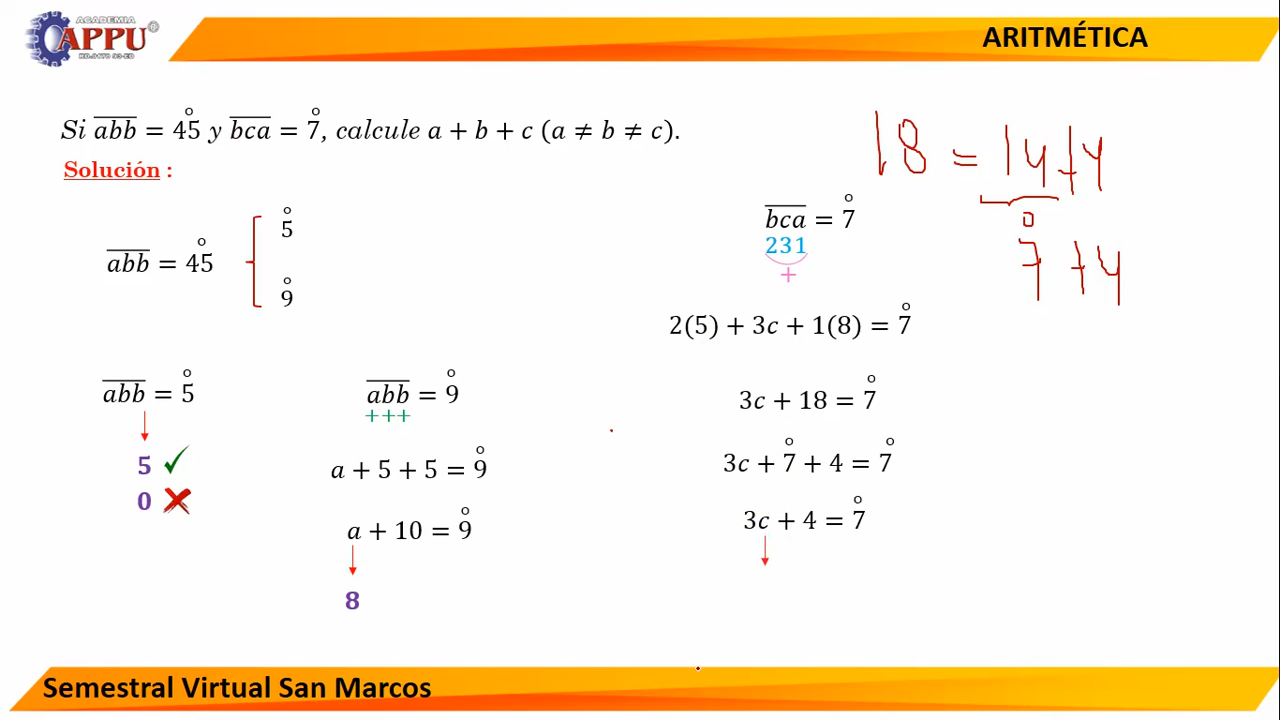 ACADEMIA
APPU®
ARITMÉTICA
Si abb = 45° y bca = 7°, calcule a + b + c (a ≠ b ≠ c).
Solución :
18 = 14+4
7° +4
abb = 45°
5°
9°
bca = 7°
231
+
2(5) + 3c + 1(8) = 7°
abb = 5°
5 ✓
0 ✗
abb = 9°
+++
a + 5 + 5 = 9°
a + 10 = 9°
8
3c + 18 = 7°
3c + 7° + 4 = 7°
3c + 4 = 7°
Semestral Virtual San Marcos